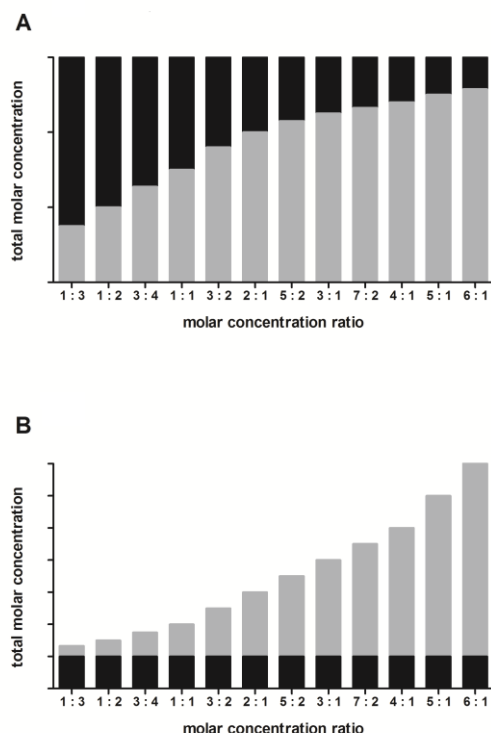 A
total molar concentration
1 : 3 1 : 2 3 : 4 1 : 1 3 : 2 2 : 1 5 : 2 3 : 1 7 : 2 4 : 1 5 : 1 6 : 1
molar concentration ratio
B
total molar concentration
1 : 3 1 : 2 3 : 4 1 : 1 3 : 2 2 : 1 5 : 2 3 : 1 7 : 2 4 : 1 5 : 1 6 : 1
molar concentration ratio